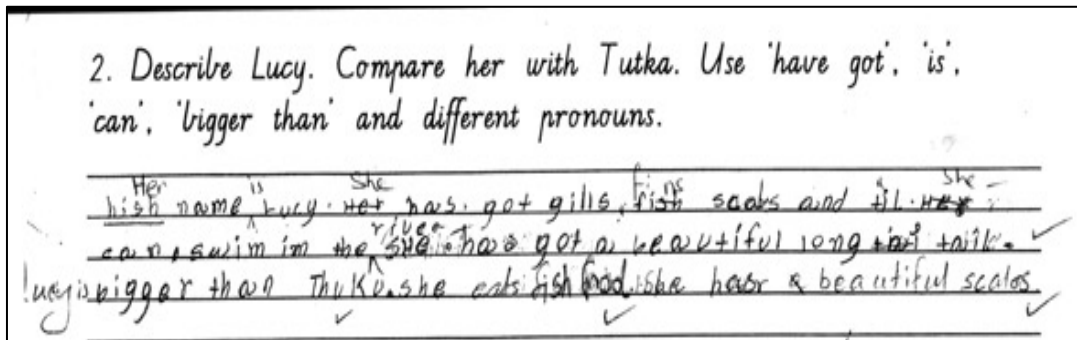 2. Describe Lucy. Compare her with Tutka. Use 'have got', 'is',
'can', 'bigger than' and different pronouns.
Her is She fins She
hish name Lucy. Her has. got gills, fish scabs and til. Her
river
can, swim im the SHe. has got a beautiful long tail tailk.
lucy is bigger than ThuKu. she eats fish food. she hasr a beautiful scales